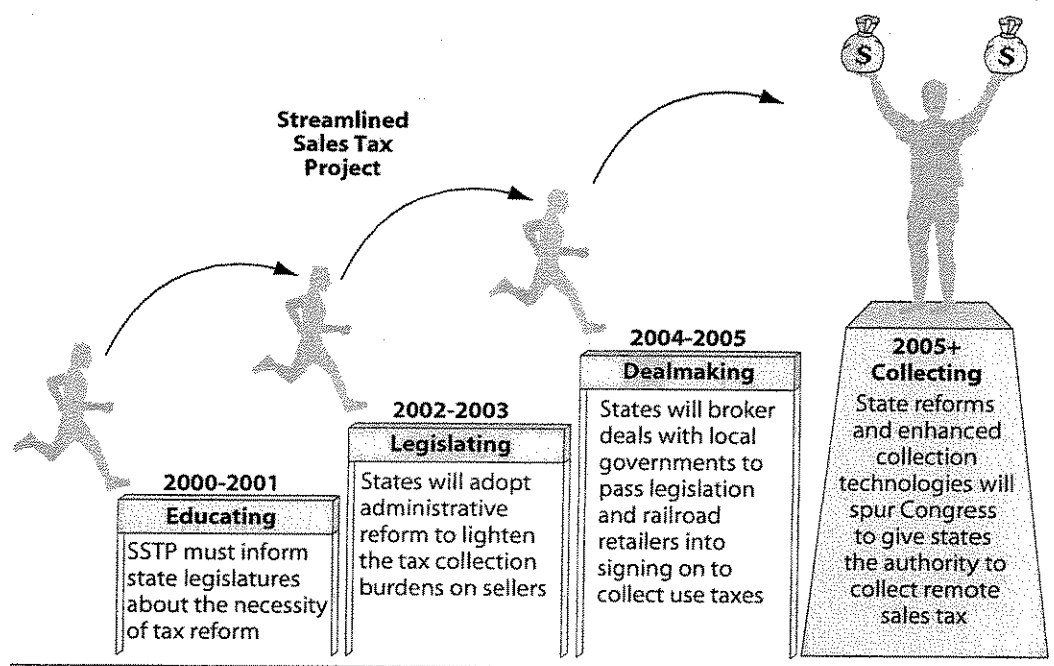 $ $
Streamlined
Sales Tax
Project
2000-2001
Educating
SSTP must inform
state legislatures
about the necessity
of tax reform
2002-2003
Legislating
States will adopt
administrative
reform to lighten
the tax collection
burdens on sellers
2004-2005
Dealmaking
States will broker
deals with local
governments to
pass legislation
and railroad
retailers into
signing on to
collect use taxes
2005+
Collecting
State reforms
and enhanced
collection
technologies will
spur Congress
to give states
the authority to
collect remote
sales tax